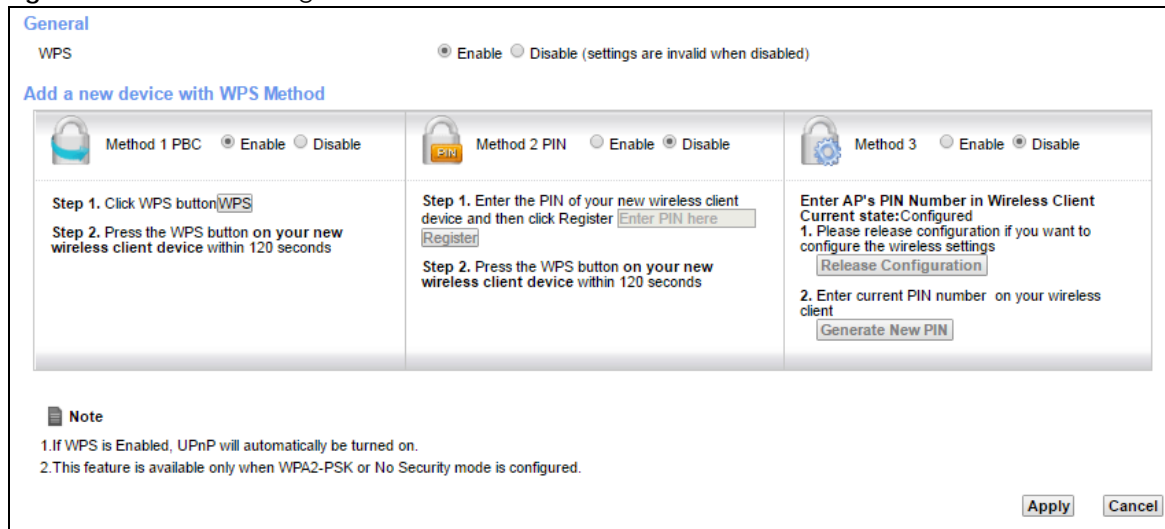 General
WPS
Enable Disable (settings are invalid when disabled)
Add a new device with WPS Method
Method 1 PBC Enable Disable
Step 1. Click WPS button WPS
Step 2. Press the WPS button on your new
wireless client device within 120 seconds
PIN
Method 2 PIN Enable Disable
Step 1. Enter the PIN of your new wireless client
device and then click Register Enter PIN here
Register
Step 2. Press the WPS button on your new
wireless client device within 120 seconds
Method 3 Enable Disable
Enter AP's PIN Number in Wireless Client
Current state:Configured
1. Please release configuration if you want to
configure the wireless settings
Release Configuration
2. Enter current PIN number on your wireless
client
Generate New PIN
Note
1.If WPS is Enabled, UPnP will automatically be turned on.
2.This feature is available only when WPA2-PSK or No Security mode is configured.
Apply Cancel